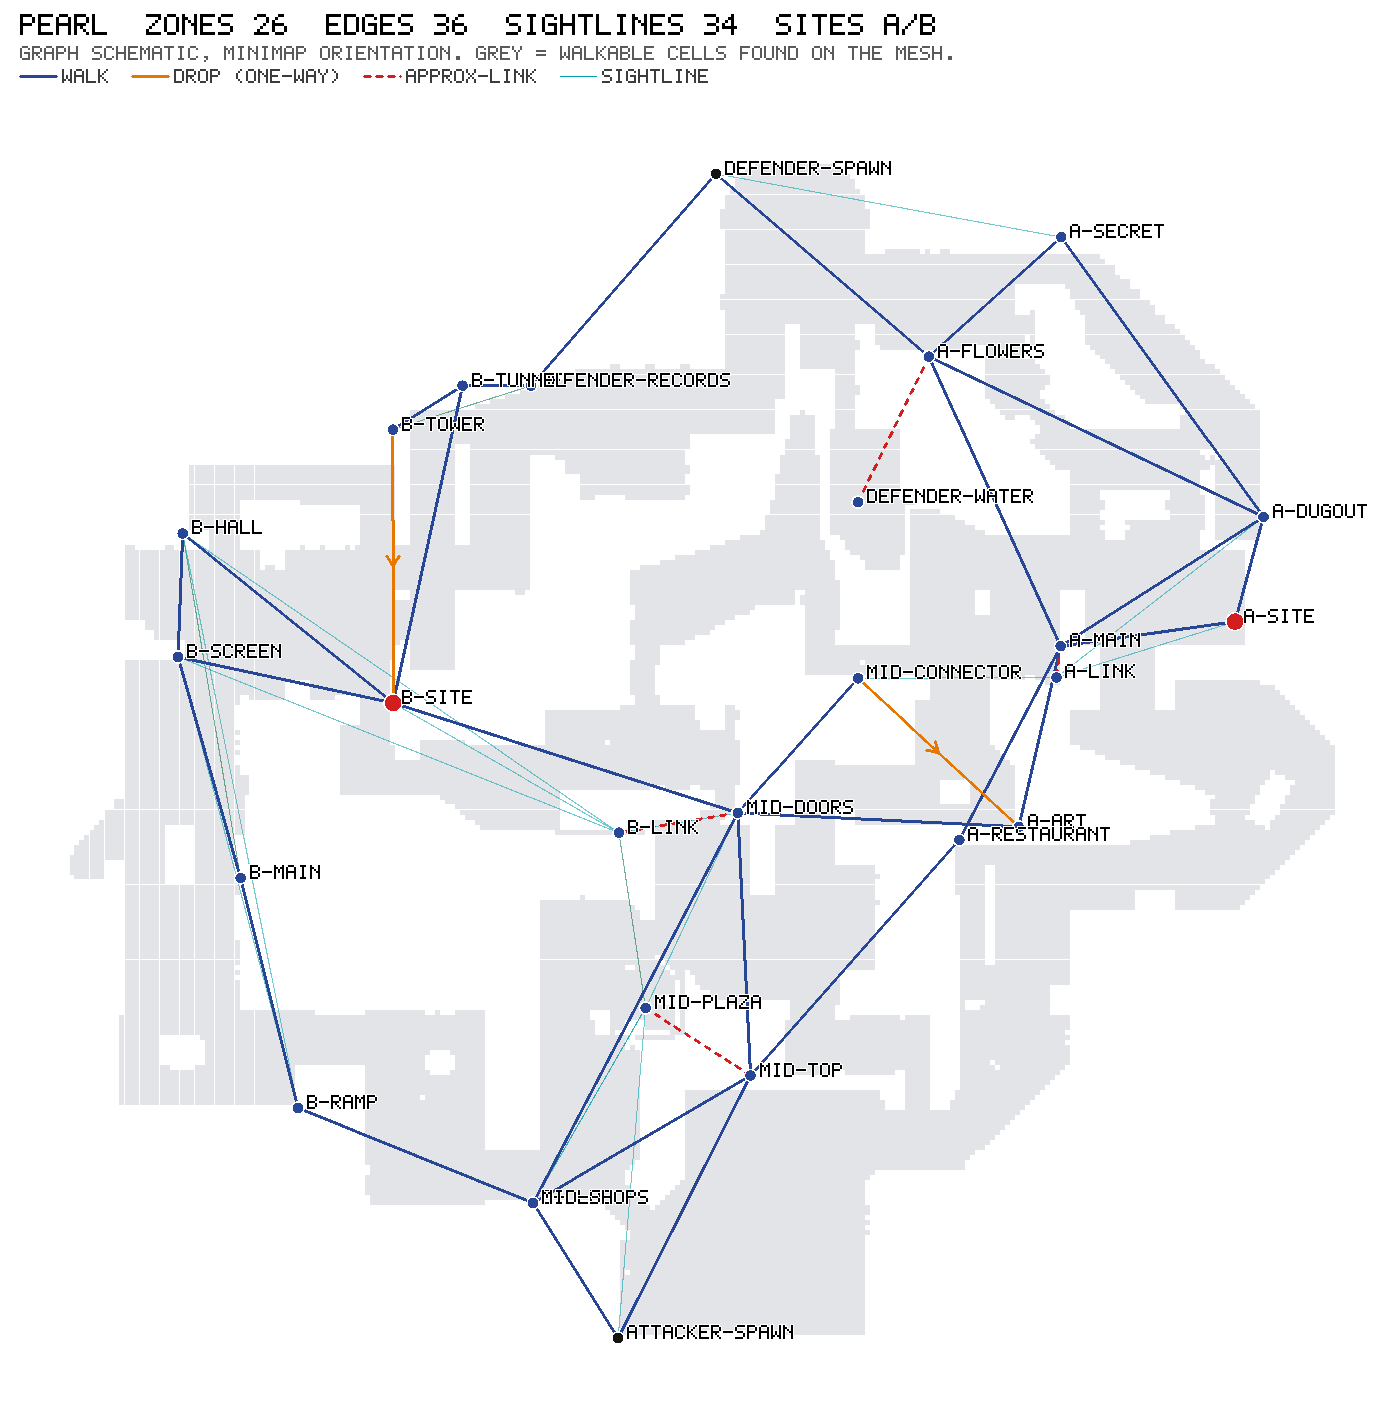 PEARL  ZONES 26  EDGES 36  SIGHTLINES 34  SITES A/B
GRAPH SCHEMATIC, MINIMAP ORIENTATION. GREY = WALKABLE CELLS FOUND ON THE MESH.
WALK  DROP (ONE-WAY)  APPROX-LINK  SIGHTLINE
DEFENDER-SPAWN
A-SECRET
A-FLOWERS
B-TUNNEL
DEFENDER-RECORDS
B-TOWER
DEFENDER-WATER
A-DUGOUT
B-HALL
A-SITE
A-MAIN
B-SCREEN
MID-CONNECTOR
A-LINK
B-SITE
MID-DOORS
A-ART
B-LINK
A-RESTAURANT
B-MAIN
MID-PLAZA
MID-TOP
B-RAMP
MID-SHOPS
ATTACKER-SPAWN